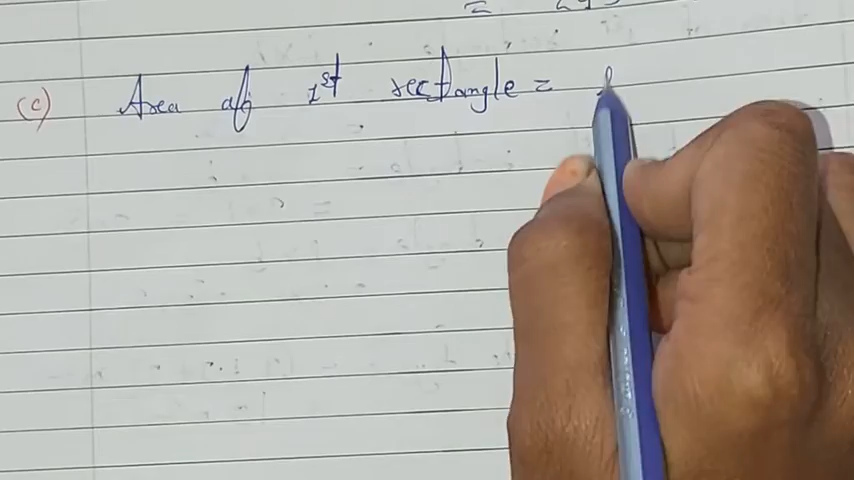 (c) Area of 1st rectangle = l